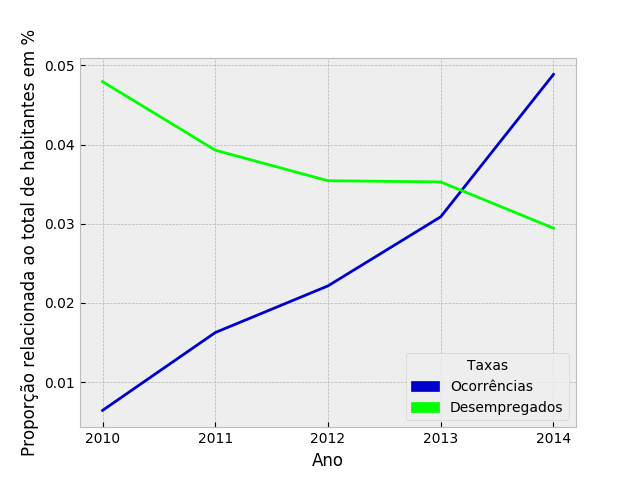 Proporção relacionada ao total de habitantes em %
0.05
0.04
0.03
0.02
0.01
2010 2011 2012 2013 2014
Ano
Taxas
Ocorrências
Desempregados